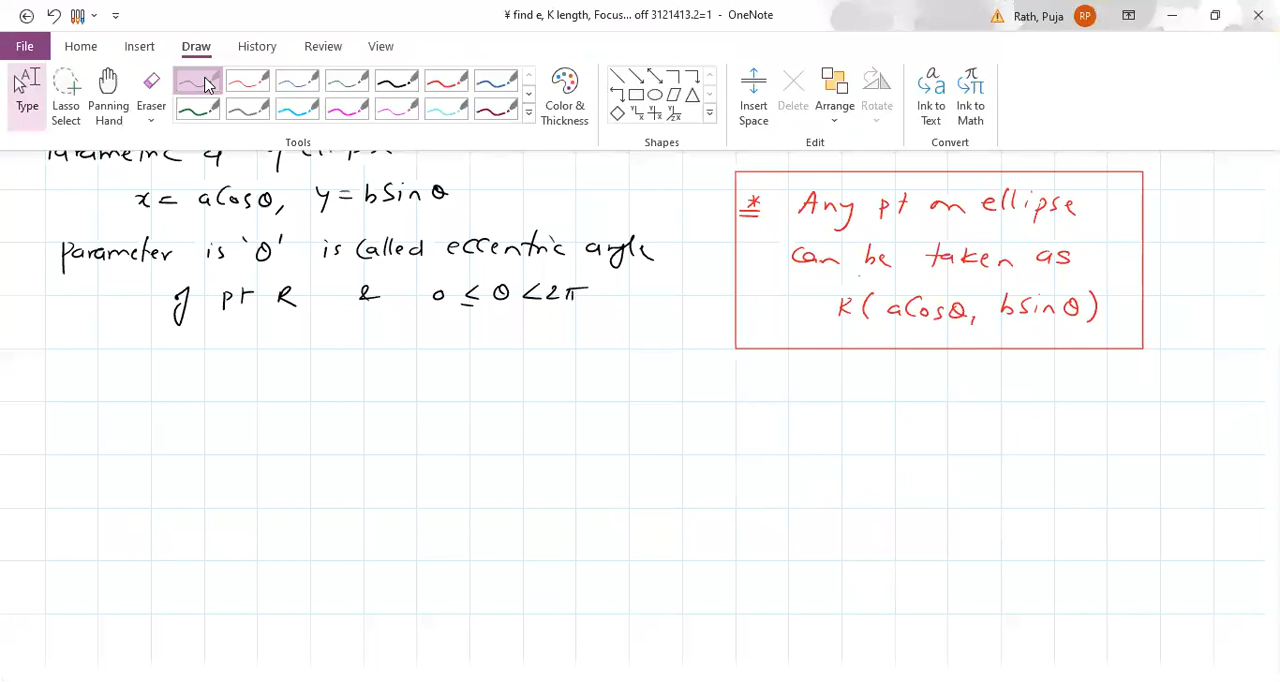 ¥ find e, K length, Focus... off 3121413.2=1 - OneNote
Rath, Puja RP
File Home Insert Draw History Review View
Type
Lasso Select
Panning Hand
Eraser
Color & Thickness
Insert Space
Delete
Arrange
Rotate
Ink to Text
Ink to Math
Tools
Shapes
Edit
Convert
x = a Cosθ, y = b Sin θ
Parameter is 'θ' is called eccentric angle
of pt R & 0 ≤ θ < 2π
* Any pt on ellipse
can be taken as
R ( aCosθ, bSinθ )